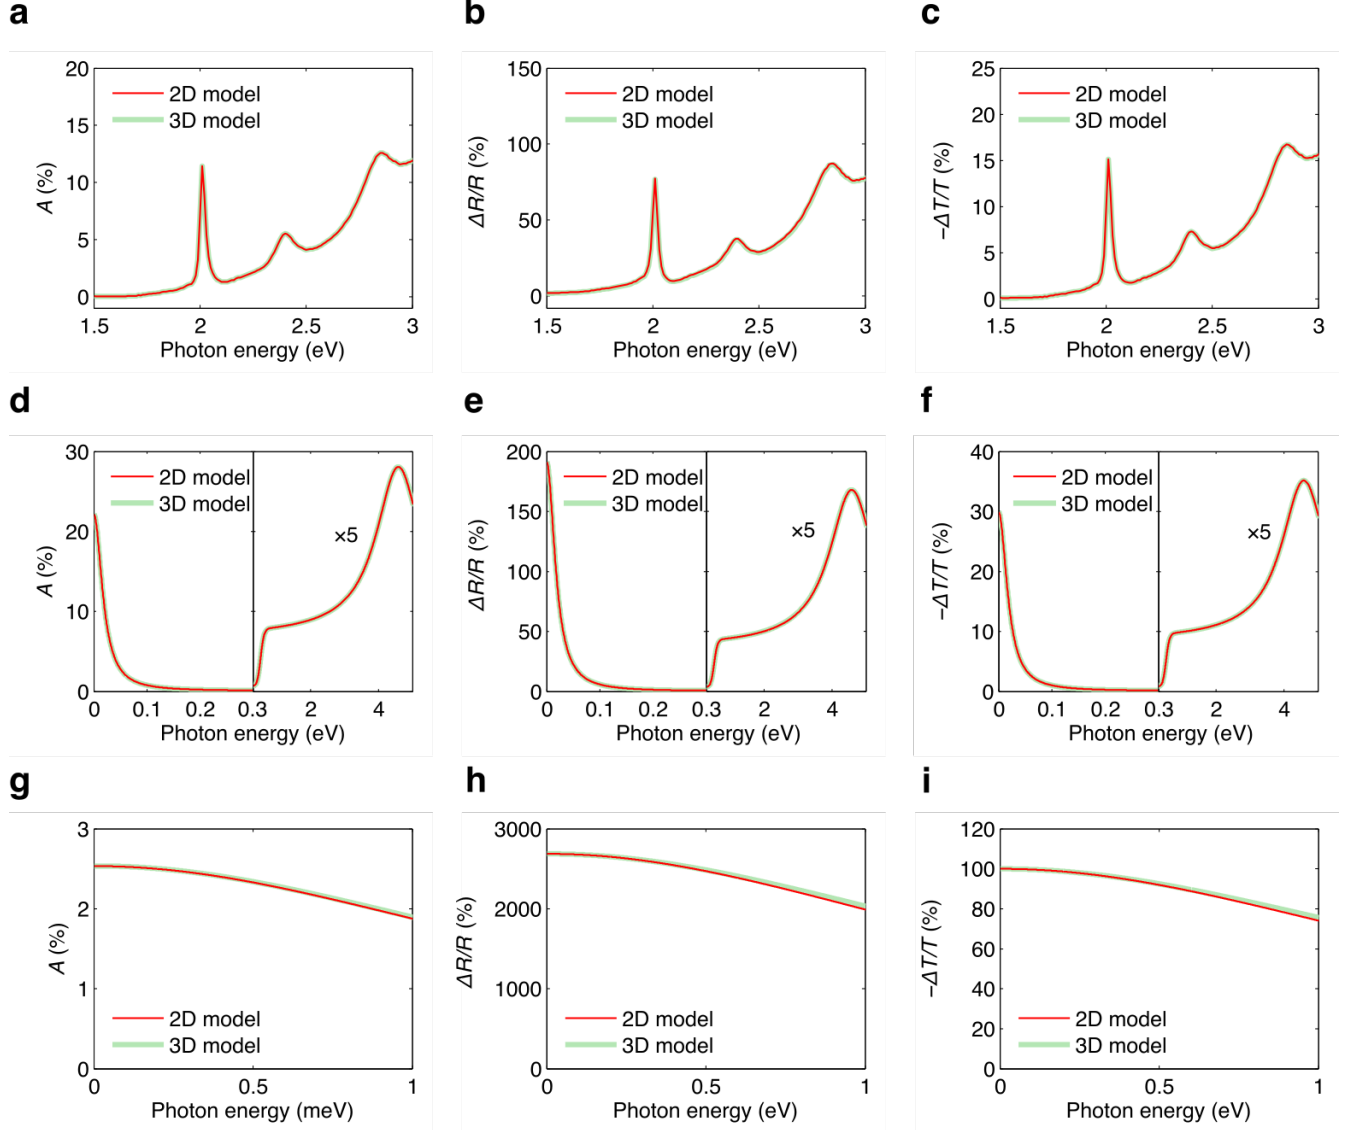 a
20
15
10
5
0
A (%)
2D model
3D model
1.5 2 2.5 3
Photon energy (eV)
b
150
100
50
0
ΔR/R (%)
2D model
3D model
1.5 2 2.5 3
Photon energy (eV)
c
25
20
15
10
5
0
−ΔT/T (%)
2D model
3D model
1.5 2 2.5 3
Photon energy (eV)
d
30
20
10
0
A (%)
2D model
3D model
×5
0 0.1 0.2 0.3 2 4
Photon energy (eV)
e
200
150
100
50
0
ΔR/R (%)
2D model
3D model
×5
0 0.1 0.2 0.3 2 4
Photon energy (eV)
f
40
30
20
10
0
−ΔT/T (%)
2D model
3D model
×5
0 0.1 0.2 0.3 2 4
Photon energy (eV)
g
3
2
1
0
A (%)
2D model
3D model
0 0.5 1
Photon energy (meV)
h
3000
2000
1000
0
ΔR/R (%)
2D model
3D model
0 0.5 1
Photon energy (eV)
i
120
100
80
60
40
20
0
−ΔT/T (%)
2D model
3D model
0 0.5 1
Photon energy (eV)